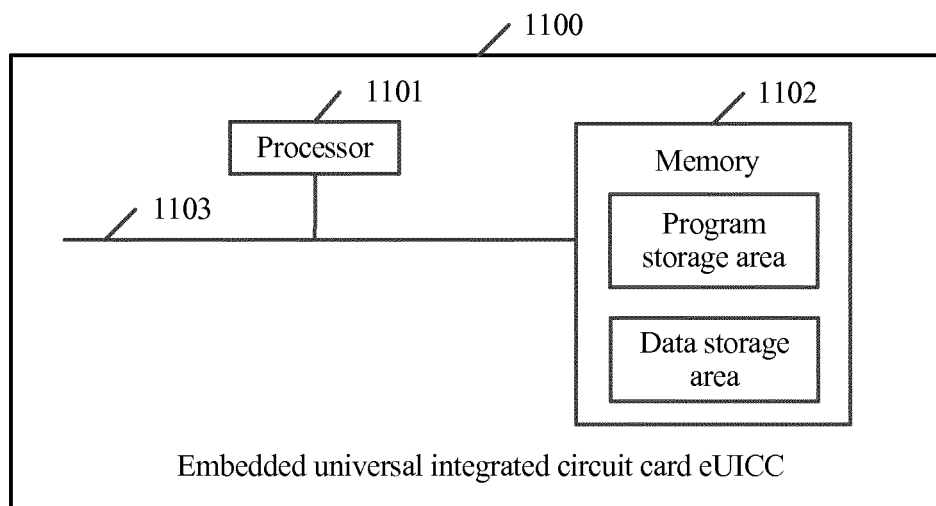 1100
1101
1102
Processor
Memory
1103
Program
storage area
Data storage
area
Embedded universal integrated circuit card eUICC